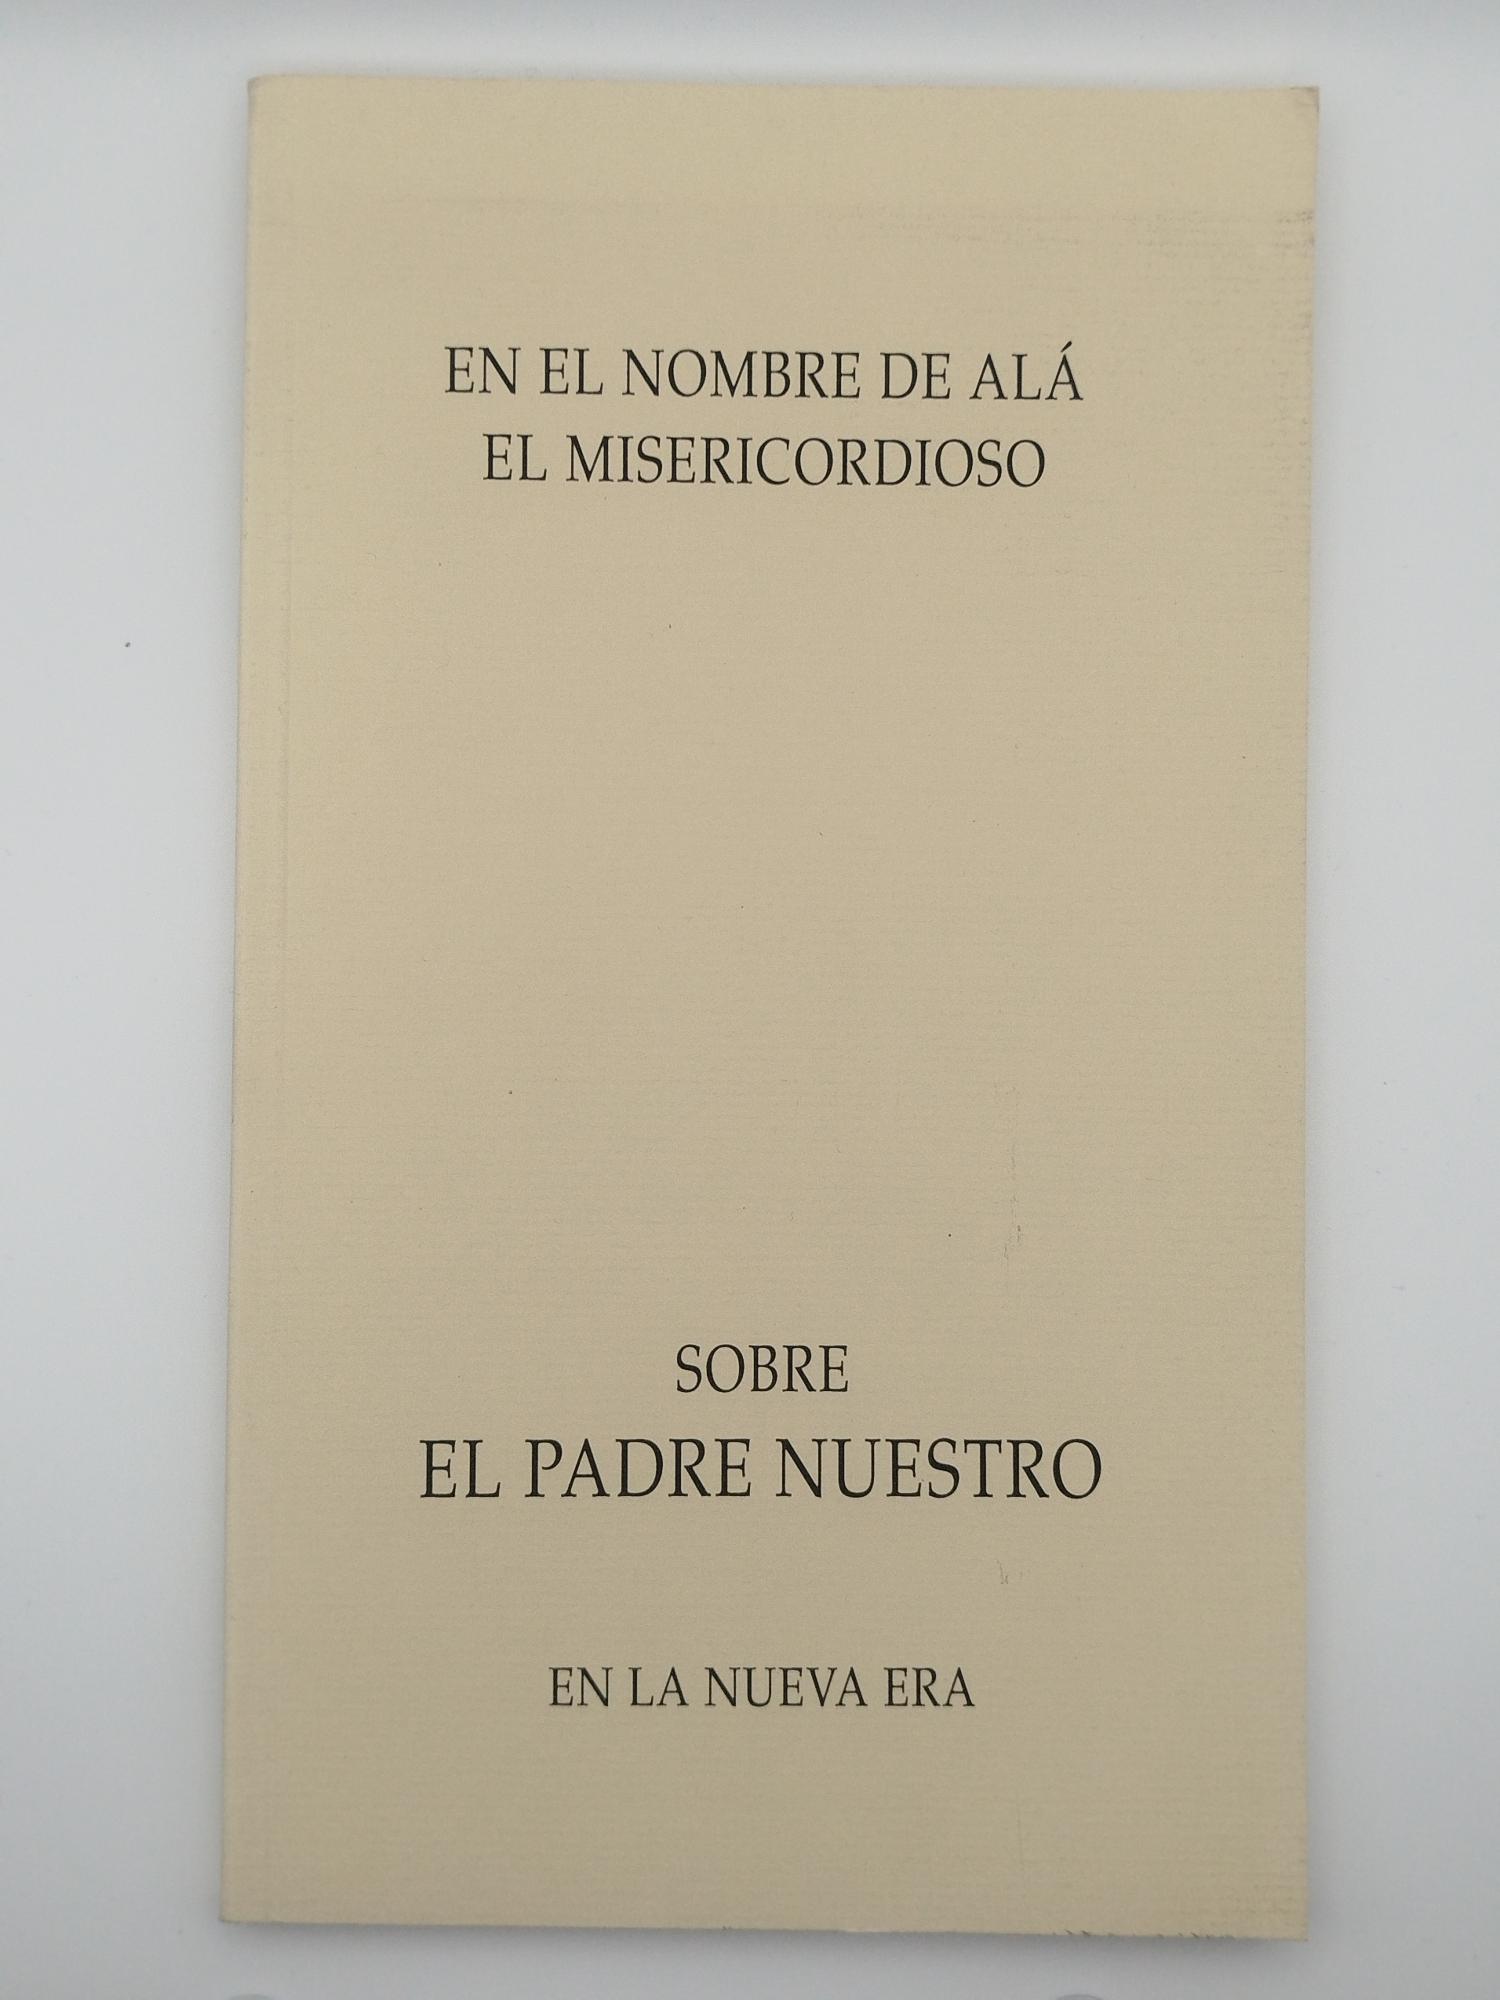 EN EL NOMBRE DE ALÁ
EL MISERICORDIOSO
SOBRE
EL PADRE NUESTRO
EN LA NUEVA ERA